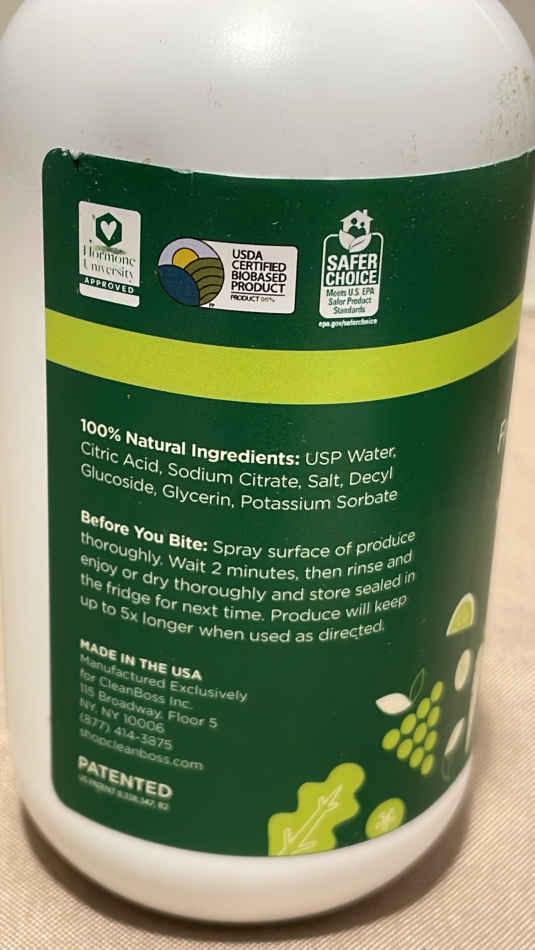 Hormone
University
APPROVED
USDA
CERTIFIED
BIOBASED
PRODUCT
PRODUCT
SAFER
CHOICE
Meets U.S. EPA
Safer Product
Standards
epa.gov/saferchoice
100% Natural Ingredients: USP Water,
Citric Acid, Sodium Citrate, Salt, Decyl
Glucoside, Glycerin, Potassium Sorbate
Before You Bite: Spray surface of produce
thoroughly. Wait 2 minutes, then rinse and
enjoy or dry thoroughly and store sealed in
the fridge for next time. Produce will keep
up to 5x longer when used as directed.
MADE IN THE USA
Manufactured Exclusively
for CleanBoss Inc.
115 Broadway, Floor 5
NY, NY 10006
(877) 414-3875
shopcleanboss.com
PATENTED
US PATENT